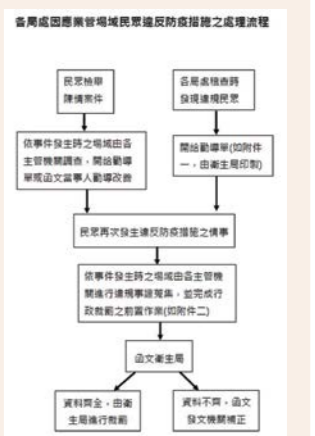 各局處因應業管場域民眾違反防疫措施之處理流程
民眾檢舉
陳情案件
各局處稽查時
發現違規民眾
依事件發生時之場域由各
主管機關調查，開給勸導
單或函文當事人勸導改善
開給勸導單(如附件
一，由衛生局印製)
民眾再次發生違反防疫措施之情事
依事件發生時之場域由各主管機
關進行違規事證蒐集，並完成行
政裁罰之前置作業(如附件二)
函文衛生局
資料齊全，由衛
生局進行裁罰
資料不齊，函文
發文機關補正